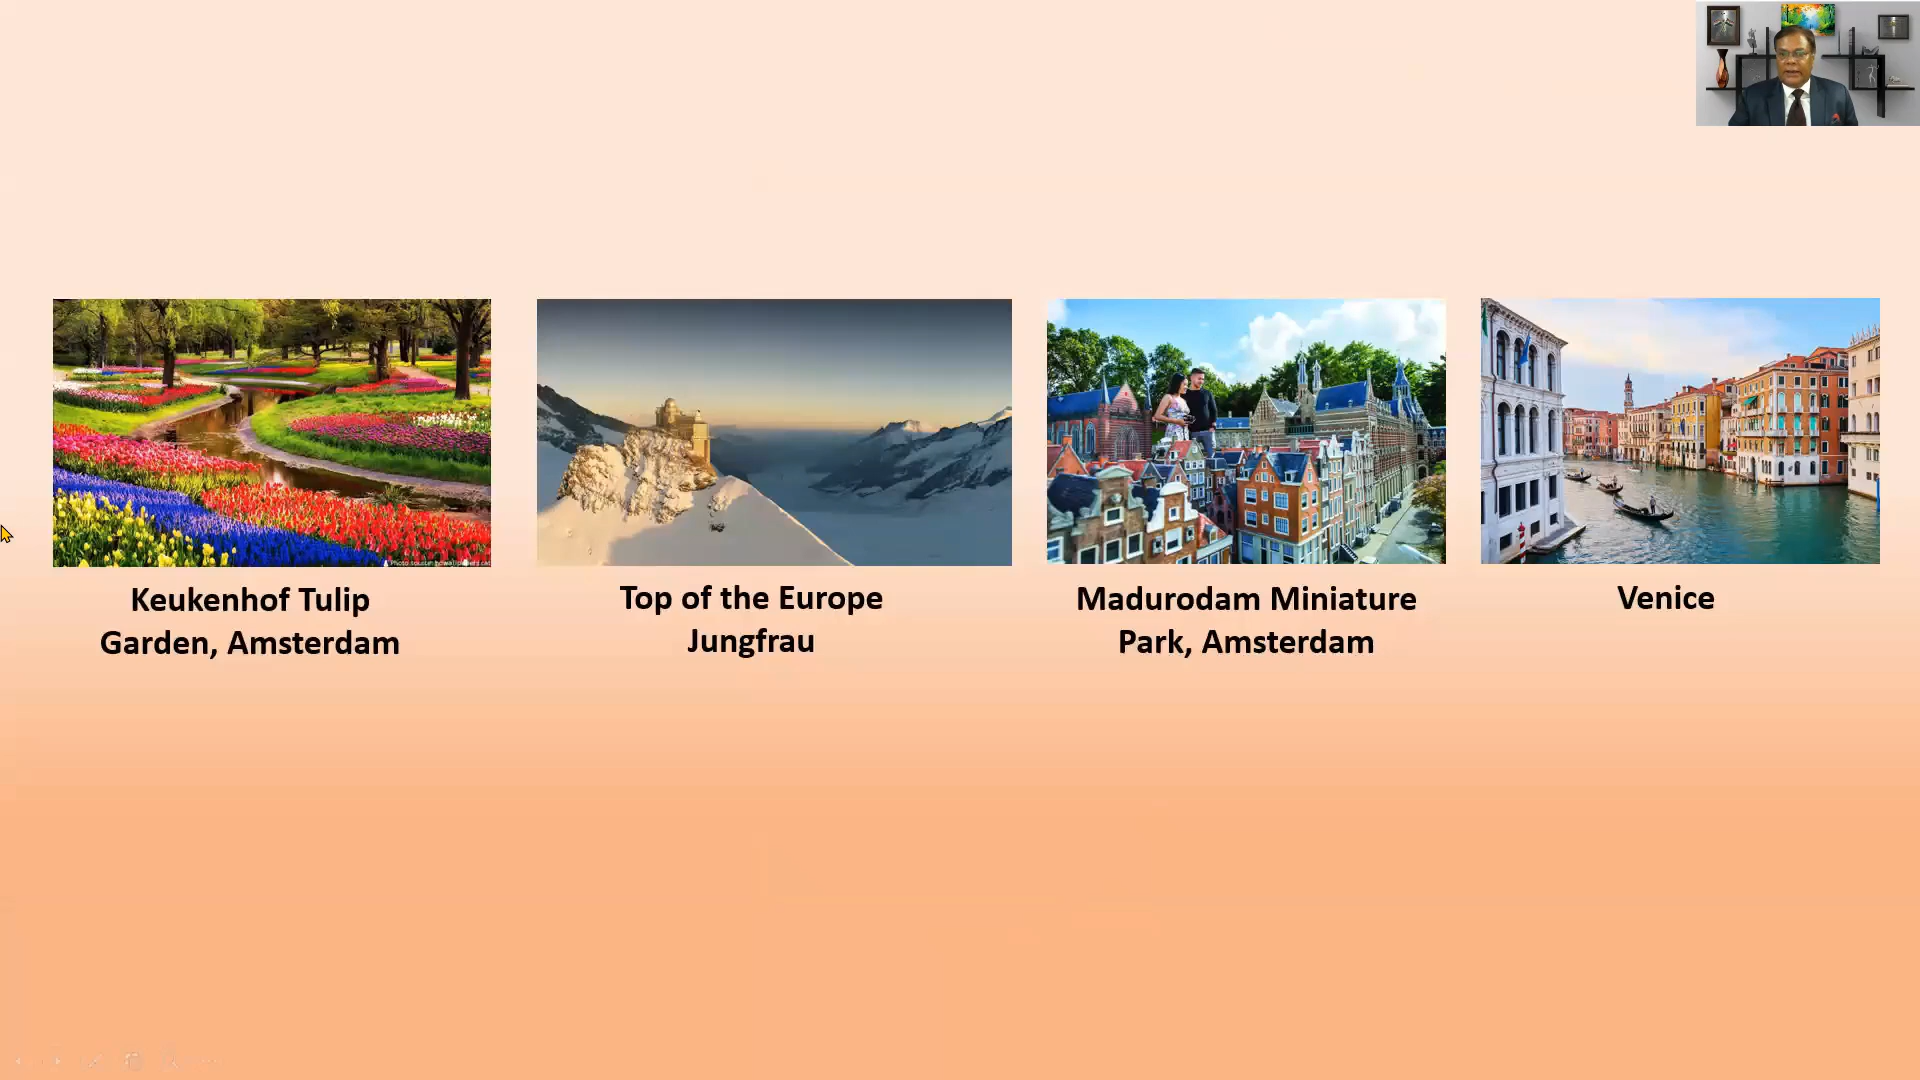 Keukenhof Tulip
Garden, Amsterdam
Top of the Europe
Jungfrau
Madurodam Miniature
Park, Amsterdam
Venice